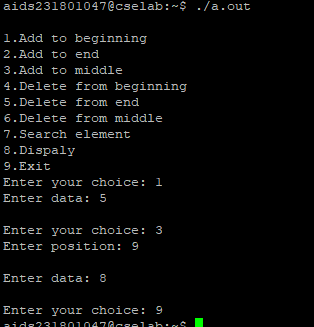 aids231801047@cselab:~$ ./a.out
1.Add to beginning
2.Add to end
3.Add to middle
4.Delete from beginning
5.Delete from end
6.Delete from middle
7.Search element
8.Dispaly
9.Exit
Enter your choice: 1
Enter data: 5
Enter your choice: 3
Enter position: 9
Enter data: 8
Enter your choice: 9
aids231801047@cselab:~$